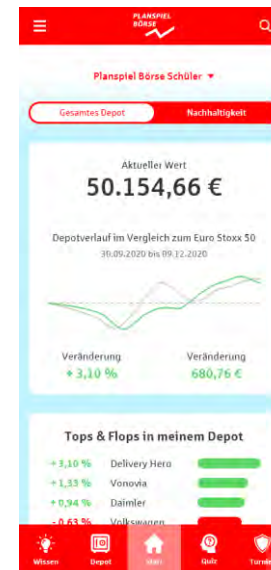 PLANSPIEL
BÖRSE
Planspiel Börse Schüler
Gesamtes Depot Nachhaltigkeit
Aktueller Wert
50.154,66 €
Depotverlauf im Vergleich zum Euro Stoxx 50
30.09.2020 bis 09.12.2020
Veränderung Veränderung
+ 3,10 % 680,76 €
Tops & Flops in meinem Depot
+ 3,10 % Delivery Hero
+ 1,33 % Vonovia
+ 0,94 % Daimler
- 0,63 % Volkswagen
Wissen Depot Start Quiz Turnie